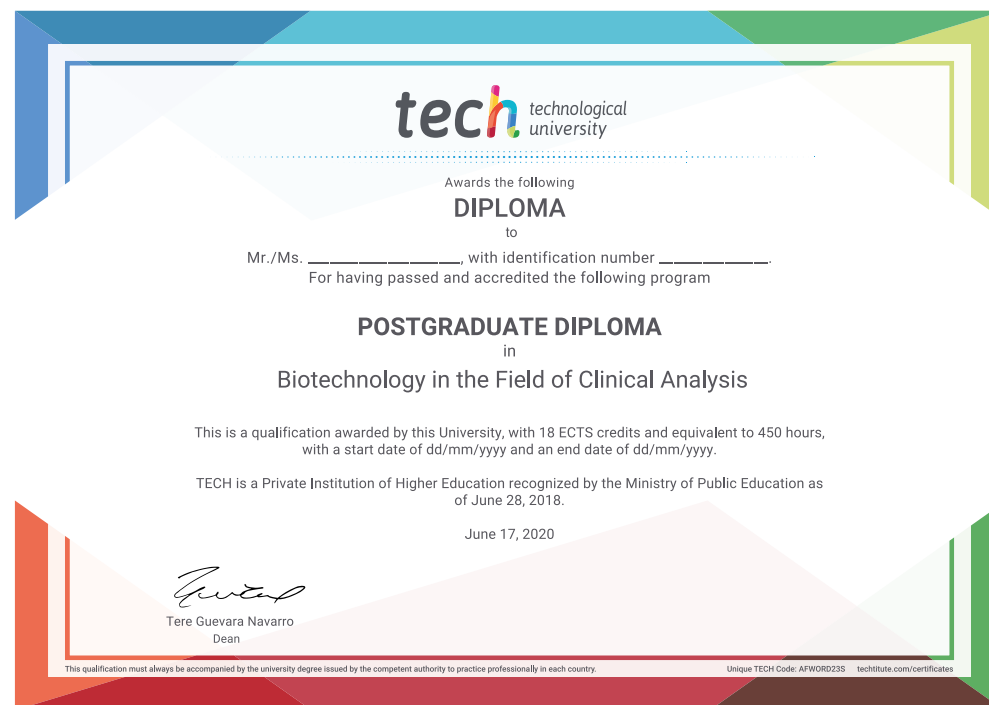 tech technological
university
Awards the following
DIPLOMA
to
Mr./Ms. _______________, with identification number ___________.
For having passed and accredited the following program
POSTGRADUATE DIPLOMA
in
Biotechnology in the Field of Clinical Analysis
This is a qualification awarded by this University, with 18 ECTS credits and equivalent to 450 hours,
with a start date of dd/mm/yyyy and an end date of dd/mm/yyyy.
TECH is a Private Institution of Higher Education recognized by the Ministry of Public Education as
of June 28, 2018.
June 17, 2020
Tere Guevara Navarro
Dean
This qualification must always be accompanied by the university degree issued by the competent authority to practice professionally in each country.
Unique TECH Code: AFWORD23S techtitute.com/certificates